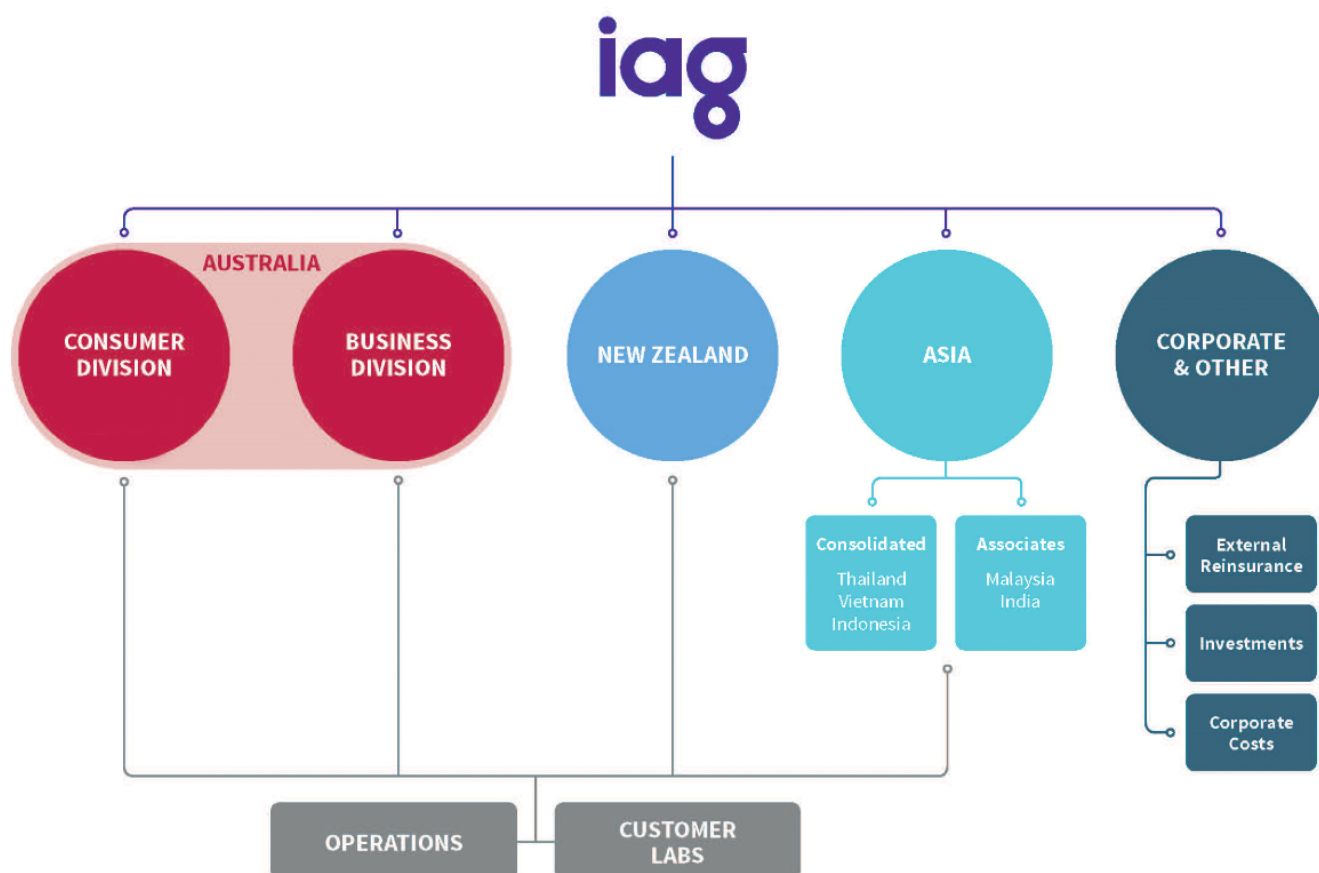 iag
AUSTRALIA
CONSUMER
DIVISION
BUSINESS
DIVISION
NEW ZEALAND
ASIA
CORPORATE
& OTHER
Consolidated
Thailand
Vietnam
Indonesia
Associates
Malaysia
India
External
Reinsurance
Investments
Corporate
Costs
OPERATIONS
CUSTOMER
LABS